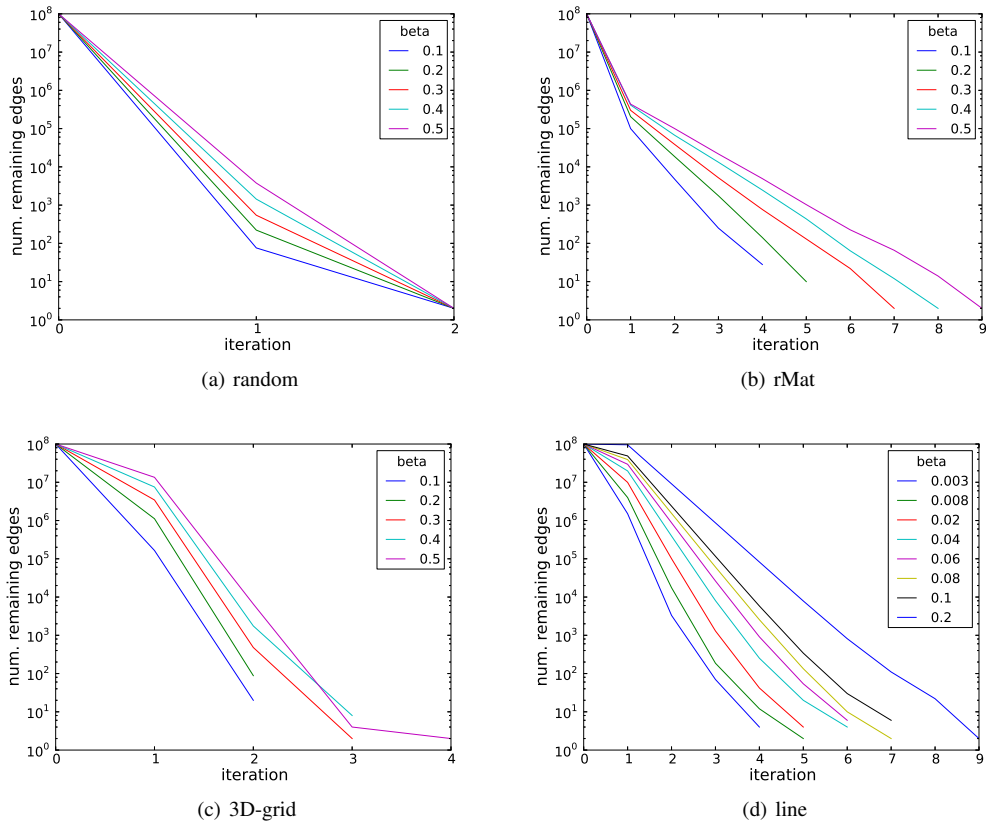 10^8
10^7
10^6
10^5
10^4
10^3
10^2
10^1
10^0
num. remaining edges
0 1 2
iteration
beta
0.1
0.2
0.3
0.4
0.5
(a) random
10^8
10^7
10^6
10^5
10^4
10^3
10^2
10^1
10^0
num. remaining edges
0 1 2 3 4 5 6 7 8 9
iteration
beta
0.1
0.2
0.3
0.4
0.5
(b) rMat
10^8
10^7
10^6
10^5
10^4
10^3
10^2
10^1
10^0
num. remaining edges
0 1 2 3 4
iteration
beta
0.1
0.2
0.3
0.4
0.5
(c) 3D-grid
10^8
10^7
10^6
10^5
10^4
10^3
10^2
10^1
10^0
num. remaining edges
0 1 2 3 4 5 6 7 8 9
iteration
beta
0.003
0.008
0.02
0.04
0.06
0.08
0.1
0.2
(d) line